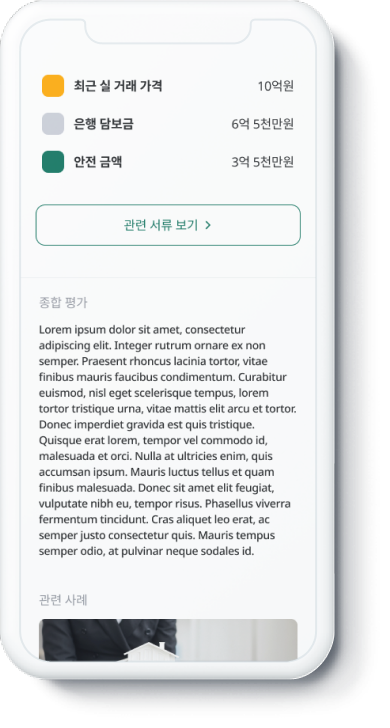 최근 실 거래 가격 10억원
은행 담보금 6억 5천만원
안전 금액 3억 5천만원
관련 서류 보기 >
종합 평가
Lorem ipsum dolor sit amet, consectetur
adipiscing elit. Integer rutrum ornare ex non
semper. Praesent rhoncus lacinia tortor, vitae
finibus mauris faucibus condimentum. Curabitur
euismod, nisl eget scelerisque tempus, lorem
tortor tristique urna, vitae mattis elit arcu et tortor.
Donec imperdiet gravida est quis tristique.
Quisque erat lorem, tempor vel commodo id,
malesuada et orci. Nulla at ultricies enim, quis
accumsan ipsum. Mauris luctus tellus et quam
finibus malesuada. Donec sit amet elit feugiat,
vulputate nibh eu, tempor risus. Phasellus viverra
fermentum tincidunt. Cras aliquet leo erat, ac
semper justo consectetur quis. Mauris tempus
semper odio, at pulvinar neque sodales id.
관련 사례